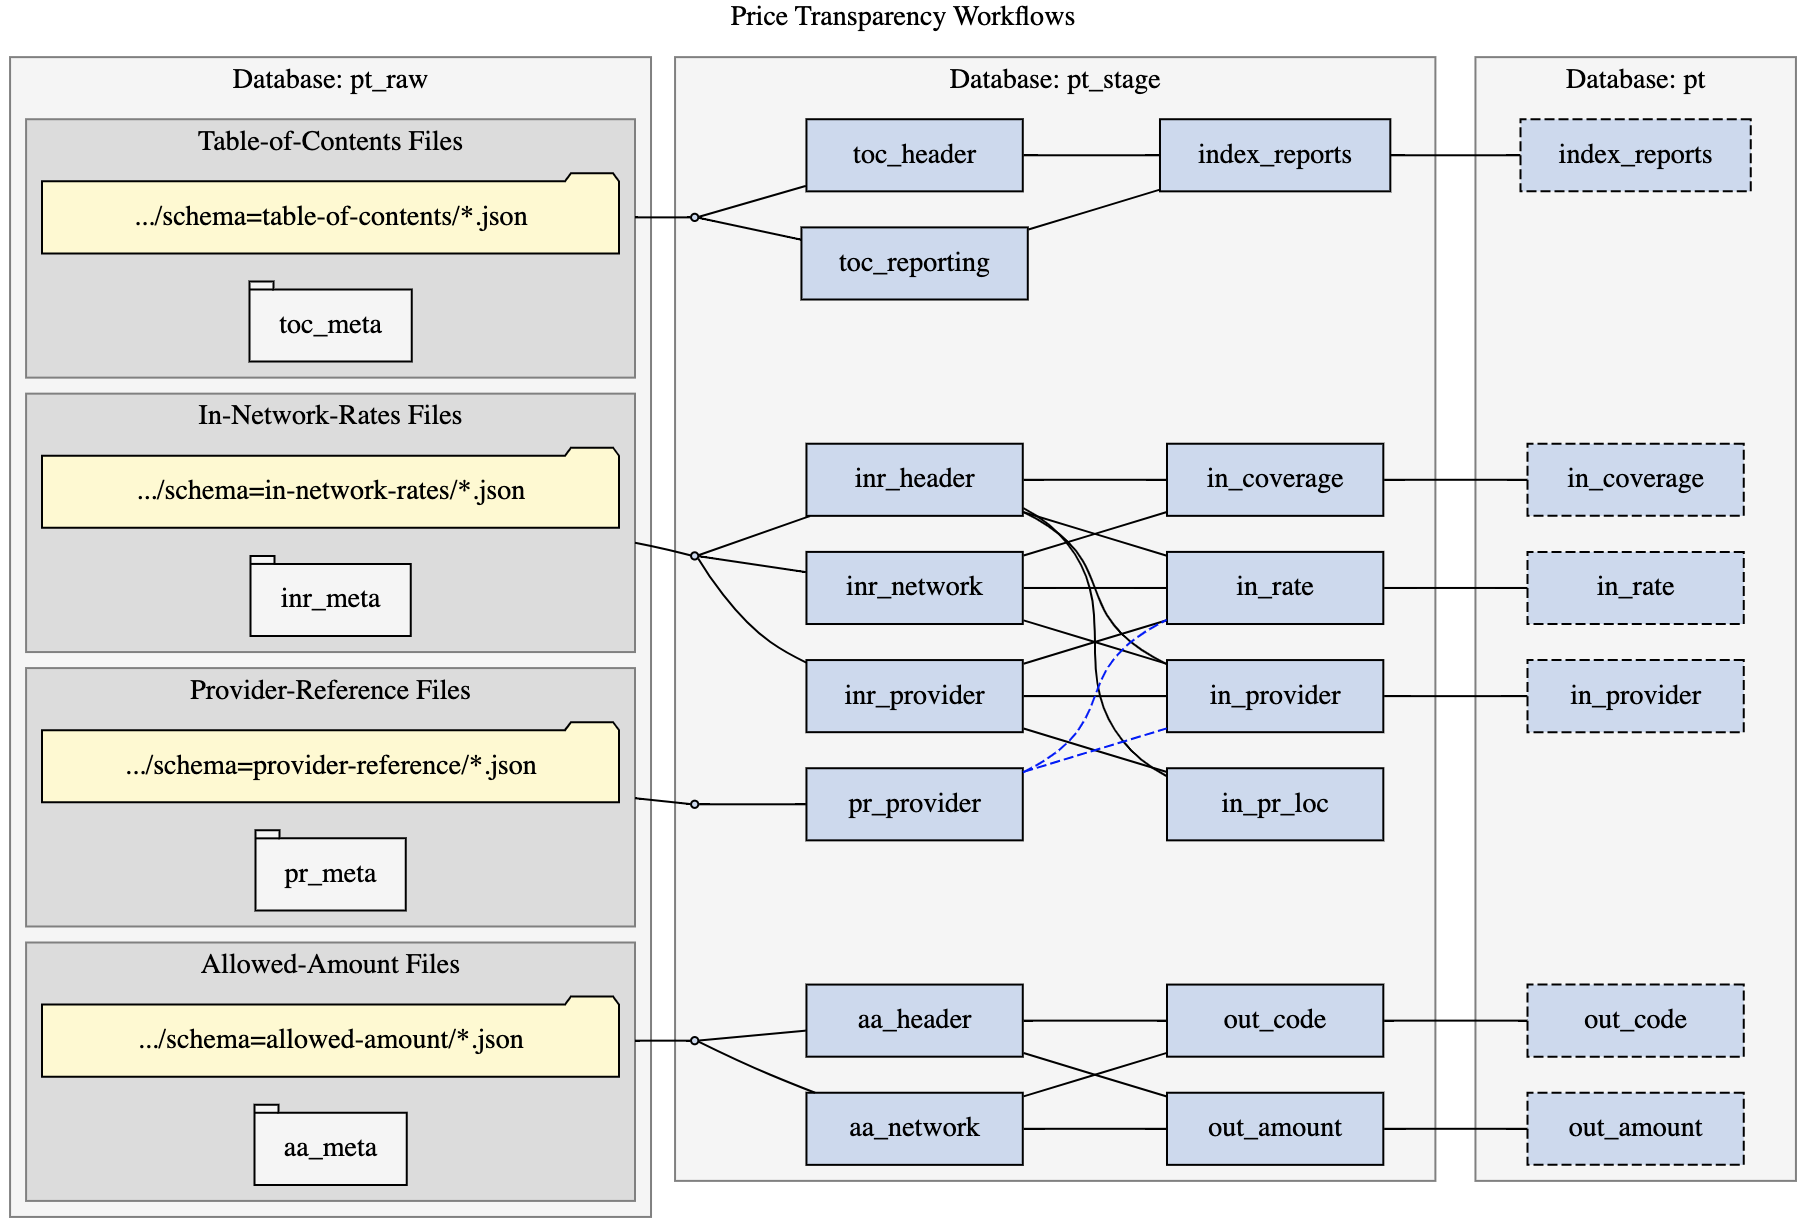 Price Transparency Workflows
Database: pt_raw
Table-of-Contents Files
.../schema=table-of-contents/*.json
toc_meta
In-Network-Rates Files
.../schema=in-network-rates/*.json
inr_meta
Provider-Reference Files
.../schema=provider-reference/*.json
pr_meta
Allowed-Amount Files
.../schema=allowed-amount/*.json
aa_meta
Database: pt_stage
toc_header
index_reports
toc_reporting
inr_header
in_coverage
inr_network
in_rate
inr_provider
in_provider
pr_provider
in_pr_loc
aa_header
out_code
aa_network
out_amount
Database: pt
index_reports
in_coverage
in_rate
in_provider
out_code
out_amount